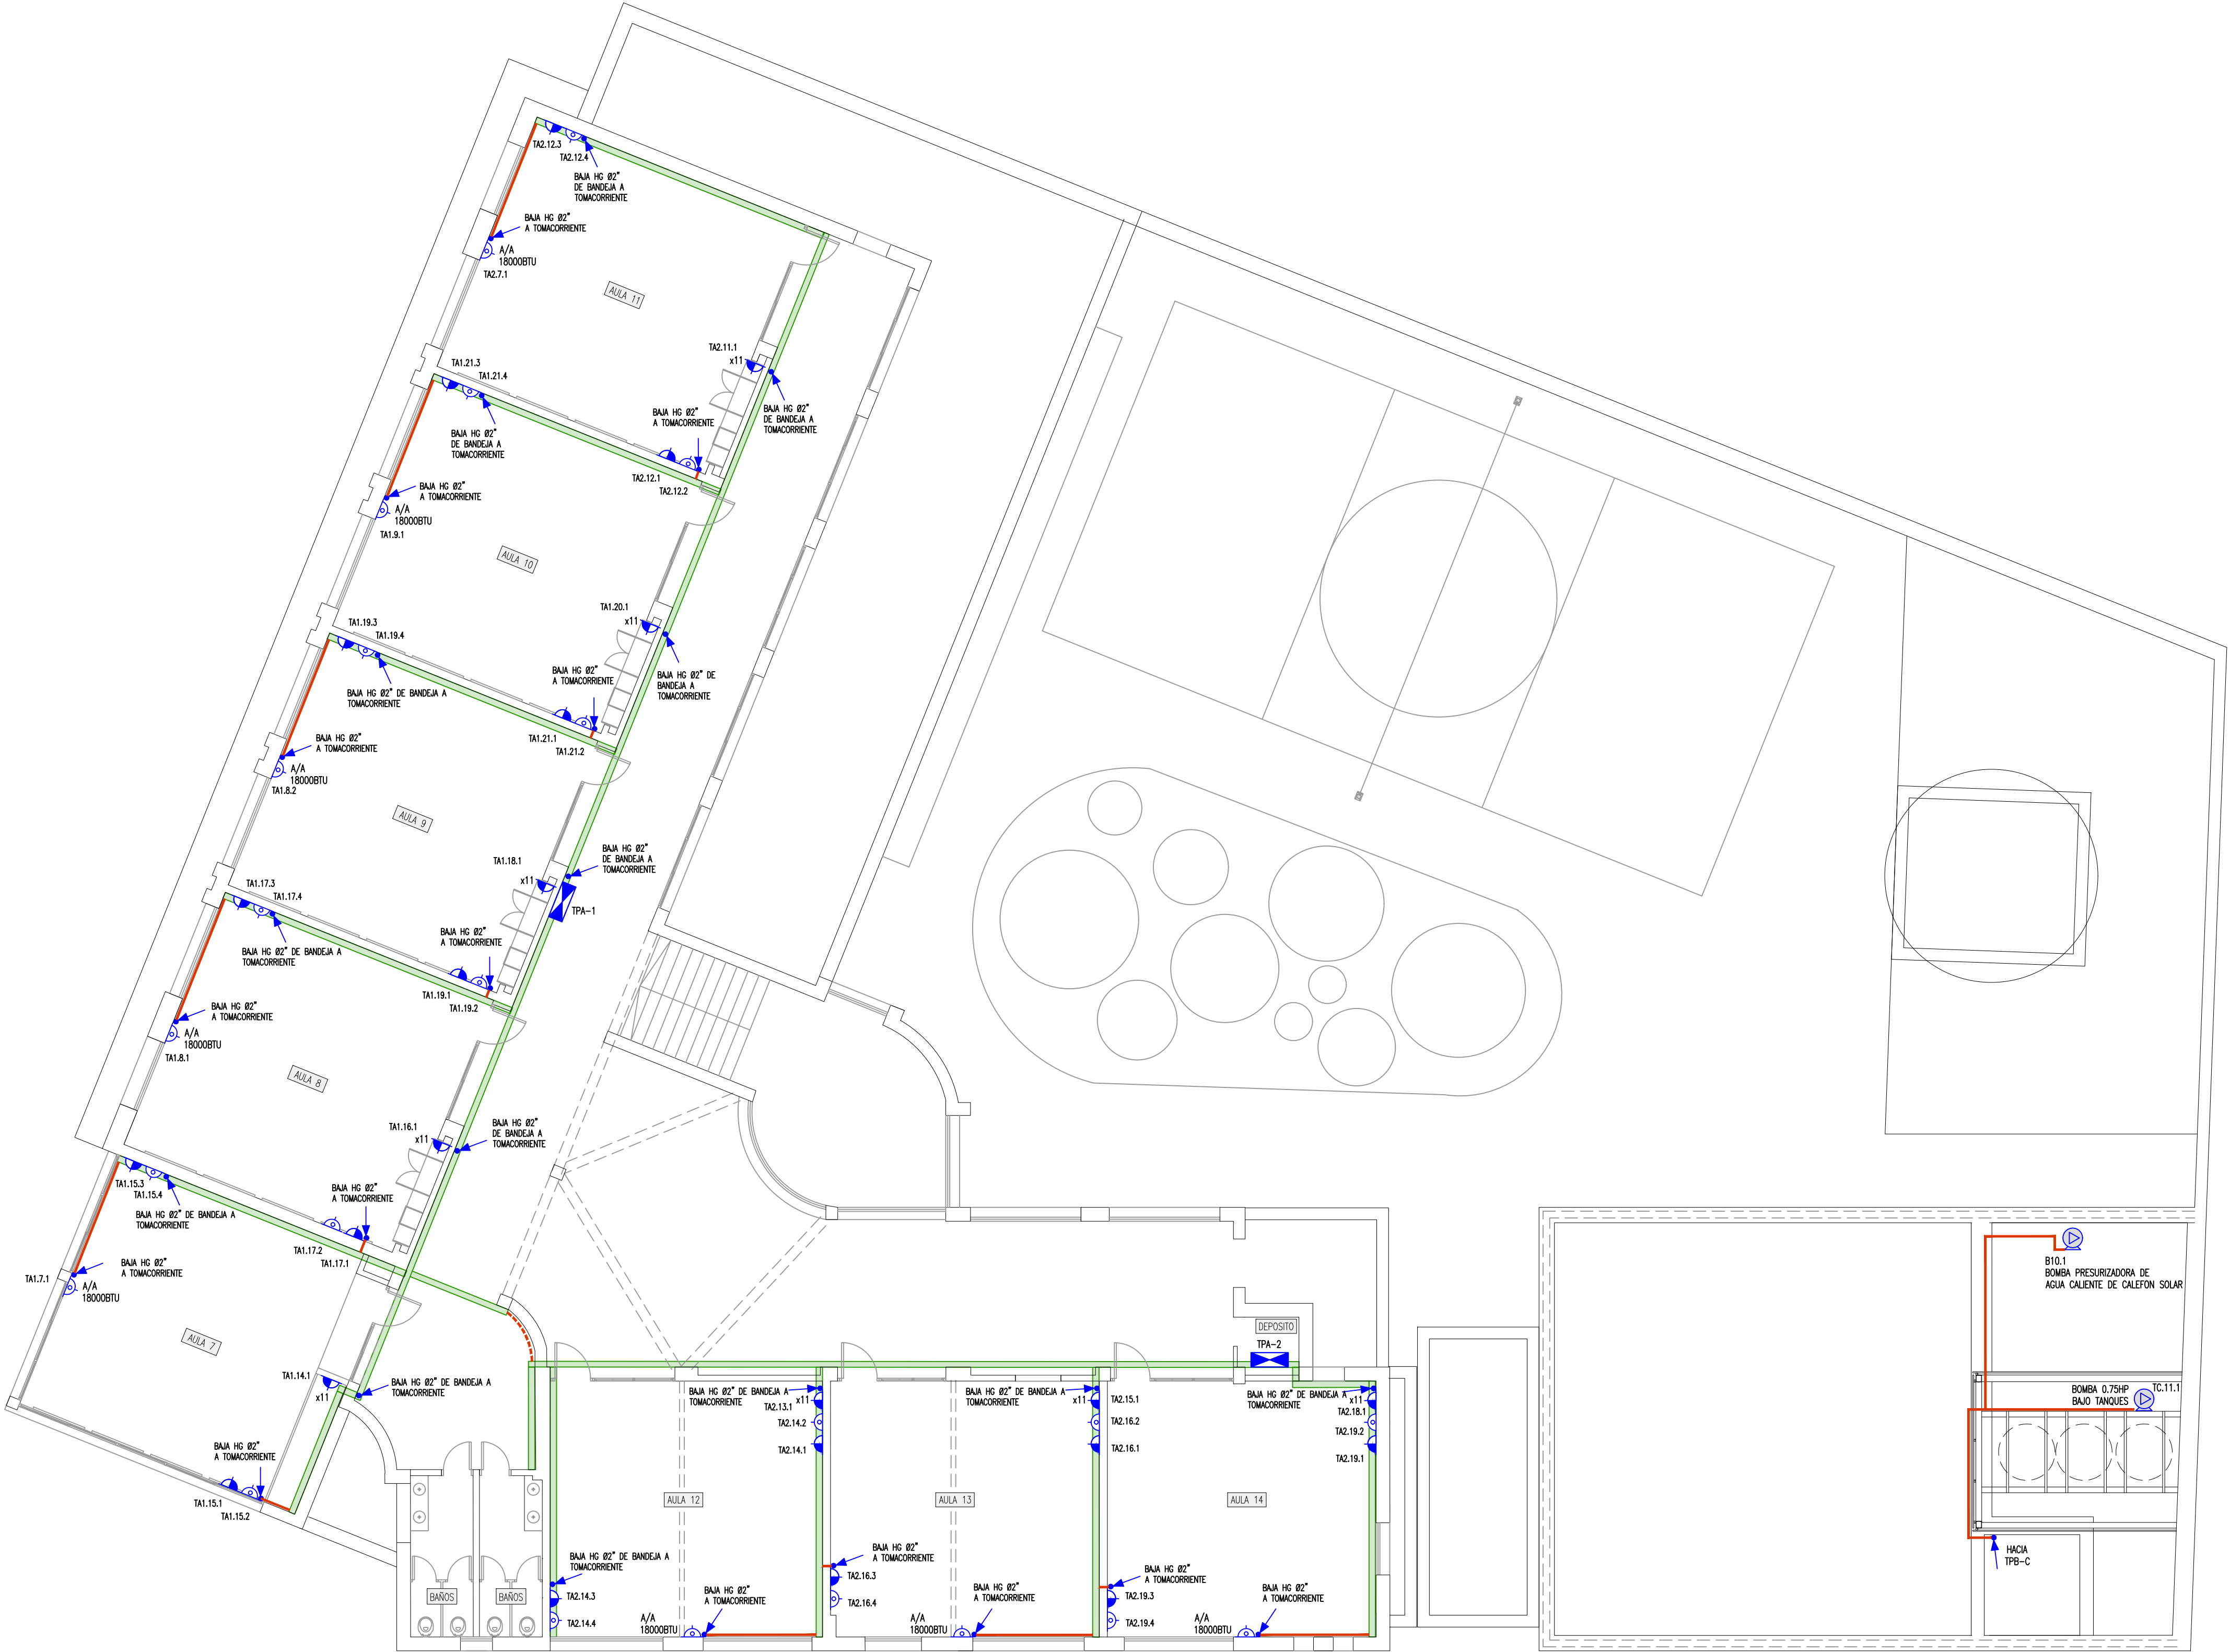 TA2.12.3
TA2.12.4
BAJA HG Ø2"
DE BANDEJA A
TOMACORRIENTE
BAJA HG Ø2"
A TOMACORRIENTE
A/A
18000BTU
TA2.7.1
AULA 11
TA2.11.1
x11
BAJA HG Ø2"
DE BANDEJA A
TOMACORRIENTE
BAJA HG Ø2"
A TOMACORRIENTE
TA2.12.1
TA2.12.2
TA1.21.3
TA1.21.4
BAJA HG Ø2"
DE BANDEJA A
TOMACORRIENTE
BAJA HG Ø2"
A TOMACORRIENTE
A/A
18000BTU
TA1.9.1
AULA 10
TA1.20.1
x11
BAJA HG Ø2" DE
BANDEJA A
TOMACORRIENTE
BAJA HG Ø2"
A TOMACORRIENTE
TA1.21.1
TA1.21.2
TA1.19.3
TA1.19.4
BAJA HG Ø2" DE BANDEJA A
TOMACORRIENTE
BAJA HG Ø2"
A TOMACORRIENTE
A/A
18000BTU
TA1.8.2
AULA 9
TA1.18.1
x11
BAJA HG Ø2"
DE BANDEJA A
TOMACORRIENTE
TPA-1
BAJA HG Ø2"
A TOMACORRIENTE
TA1.19.1
TA1.19.2
TA1.17.3
TA1.17.4
BAJA HG Ø2" DE BANDEJA A
TOMACORRIENTE
BAJA HG Ø2"
A TOMACORRIENTE
A/A
18000BTU
TA1.8.1
AULA 8
TA1.16.1
x11
BAJA HG Ø2"
DE BANDEJA A
TOMACORRIENTE
BAJA HG Ø2"
A TOMACORRIENTE
TA1.17.2
TA1.17.1
TA1.15.3
TA1.15.4
BAJA HG Ø2" DE BANDEJA A
TOMACORRIENTE
BAJA HG Ø2"
A TOMACORRIENTE
TA1.7.1
A/A
18000BTU
AULA 7
TA1.14.1
x11
BAJA HG Ø2" DE BANDEJA A
TOMACORRIENTE
BAJA HG Ø2"
A TOMACORRIENTE
TA1.15.1
TA1.15.2
BAÑOS
BAÑOS
BAJA HG Ø2" DE BANDEJA A
TOMACORRIENTE
x11
TA2.13.1
TA2.14.2
TA2.14.1
AULA 12
BAJA HG Ø2" DE BANDEJA A
TOMACORRIENTE
TA2.14.3
TA2.14.4
A/A
18000BTU
BAJA HG Ø2"
A TOMACORRIENTE
BAJA HG Ø2" DE BANDEJA A
TOMACORRIENTE
x11
TA2.15.1
TA2.16.2
TA2.16.1
AULA 13
BAJA HG Ø2"
A TOMACORRIENTE
TA2.16.3
TA2.16.4
A/A
18000BTU
BAJA HG Ø2"
A TOMACORRIENTE
DEPOSITO
TPA-2
BAJA HG Ø2" DE BANDEJA A
TOMACORRIENTE
x11
TA2.18.1
TA2.19.2
TA2.19.1
AULA 14
BAJA HG Ø2"
A TOMACORRIENTE
TA2.19.3
TA2.19.4
A/A
18000BTU
BAJA HG Ø2"
A TOMACORRIENTE
B10.1
BOMBA PRESURIZADORA DE
AGUA CALIENTE DE CALEFON SOLAR
BOMBA 0.75HP
BAJO TANQUES
TC.11.1
HACIA
TPB-C